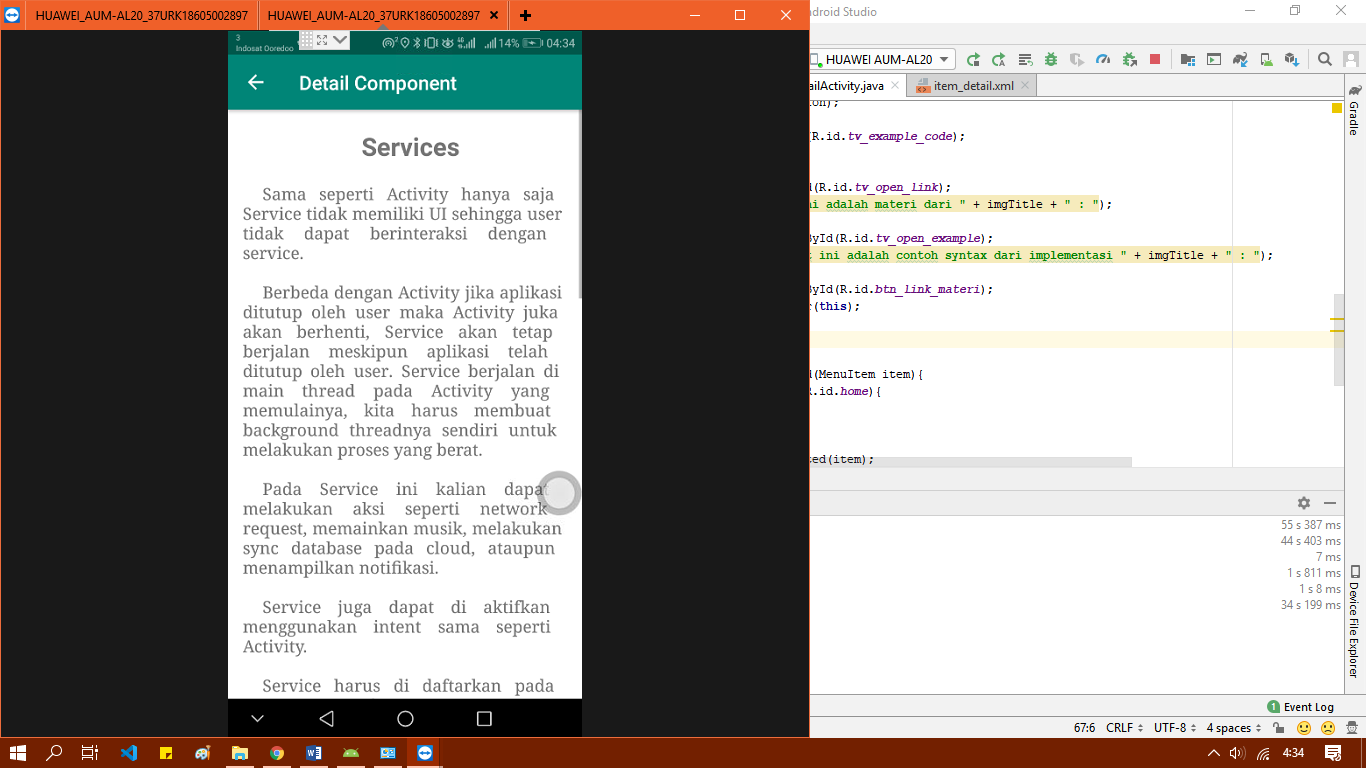 HUAWEI_AUM-AL20_37URK18605002897
HUAWEI_AUM-AL20_37URK18605002897
ndroid Studio
3
Indosat Ooredoo
14%
04:34
Detail Component
Services
Sama seperti Activity hanya saja
Service tidak memiliki UI sehingga user
tidak dapat berinteraksi dengan
service.
Berbeda dengan Activity jika aplikasi
ditutup oleh user maka Activity juka
akan berhenti, Service akan tetap
berjalan meskipun aplikasi telah
ditutup oleh user. Service berjalan di
main thread pada Activity yang
memulainya, kita harus membuat
background threadnya sendiri untuk
melakukan proses yang berat.
Pada Service ini kalian dapat
melakukan aksi seperti network
request, memainkan musik, melakukan
sync database pada cloud, ataupun
menampilkan notifikasi.
Service juga dapat di aktifkan
menggunakan intent sama seperti
Activity.
Service harus di daftarkan pada
HUAWEI AUM-AL20
ailActivity.java
item_detail.xml
ion);
(R.id.tv_example_code);
d(R.id.tv_open_link);
ni adalah materi dari " + imgTitle + " : ");
ById(R.id.tv_open_example);
t ini adalah contoh syntax dari implementasi " + imgTitle + " : ");
ById(R.id.btn_link_materi);
r(this);
d(MenuItem item){
R.id.home){
ted(item);
Gradle
55 s 387 ms
44 s 403 ms
7 ms
1 s 811 ms
1 s 8 ms
34 s 199 ms
Device File Explorer
1 Event Log
67:6 CRLF UTF-8 4 spaces
4:34